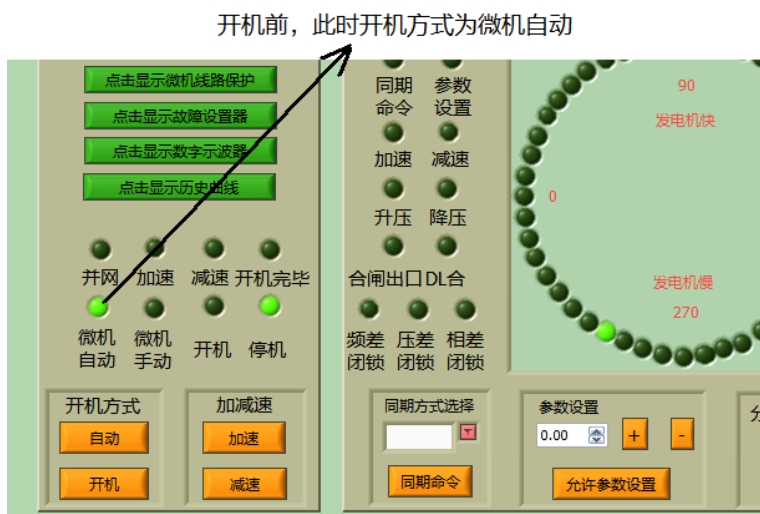 开机前，此时开机方式为微机自动
点击显示微机线路保护
点击显示故障设置器
点击显示数字示波器
点击显示历史曲线
并网 加速 减速 开机完毕
微机自动 微机手动 开机 停机
开机方式
自动
开机
加减速
加速
减速
同期命令 参数设置
加速 减速
升压 降压
合闸出口 DL合
频差闭锁 压差闭锁 相差闭锁
同期方式选择
同期命令
90
发电机快
0
发电机慢
270
参数设置
0.00 + -
允许参数设置